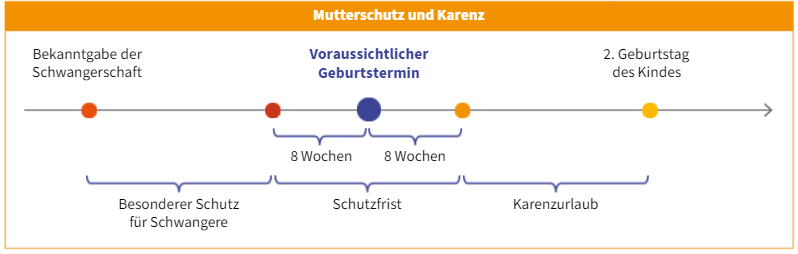 Mutterschutz und Karenz
Bekanntgabe der
Schwangerschaft
Voraussichtlicher
Geburtstermin
2. Geburtstag
des Kindes
8 Wochen
8 Wochen
Besonderer Schutz
für Schwangere
Schutzfrist
Karenzurlaub